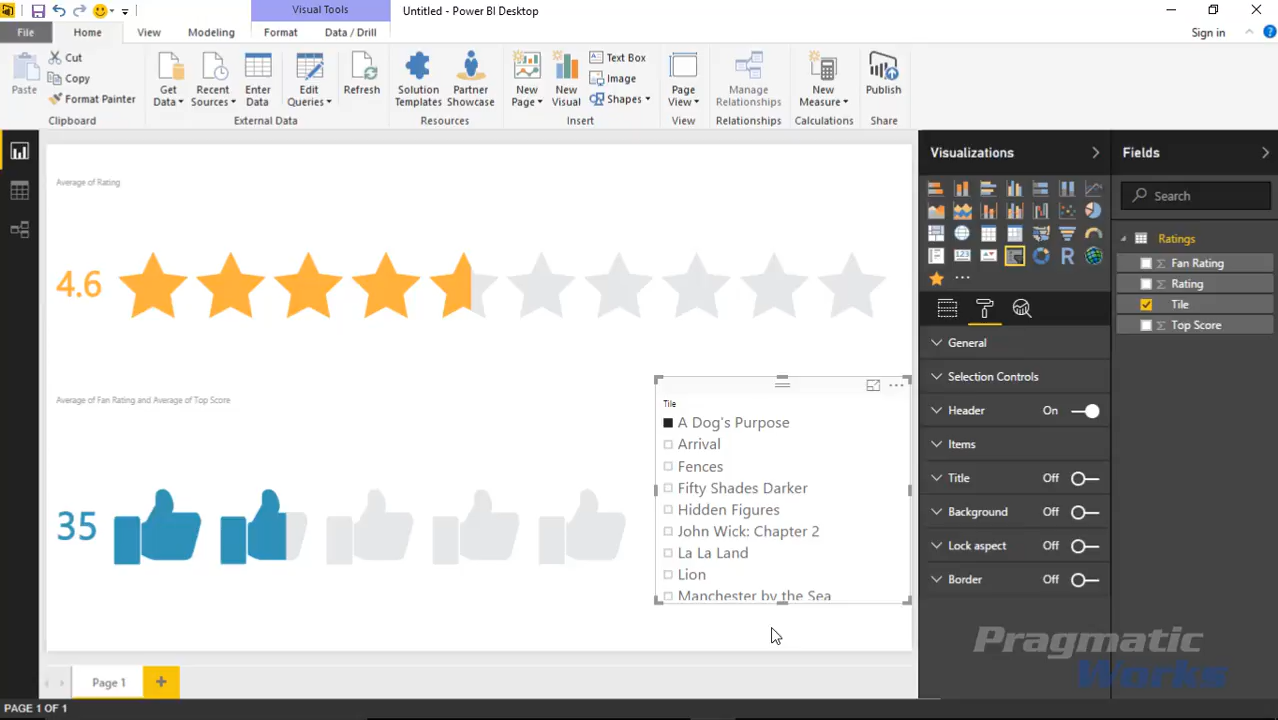 Visual Tools
Untitled - Power BI Desktop
File
Home
View
Modeling
Format
Data / Drill
Sign in
Paste
Cut
Copy
Format Painter
Clipboard
Get Data
Recent Sources
Enter Data
Edit Queries
Refresh
External Data
Solution Templates
Partner Showcase
Resources
New Page
New Visual
Text Box
Image
Shapes
Insert
Page View
View
Manage Relationships
Relationships
New Measure
Calculations
Publish
Share
Average of Rating
4.6
Average of Fan Rating and Average of Top Score
35
Tile
A Dog's Purpose
Arrival
Fences
Fifty Shades Darker
Hidden Figures
John Wick: Chapter 2
La La Land
Lion
Manchester by the Sea
Visualizations
R
General
Selection Controls
Header On
Items
Title Off
Background Off
Lock aspect Off
Border Off
Fields
Search
Ratings
Fan Rating
Rating
Tile
Top Score
Pragmatic
Works
Page 1
PAGE 1 OF 1